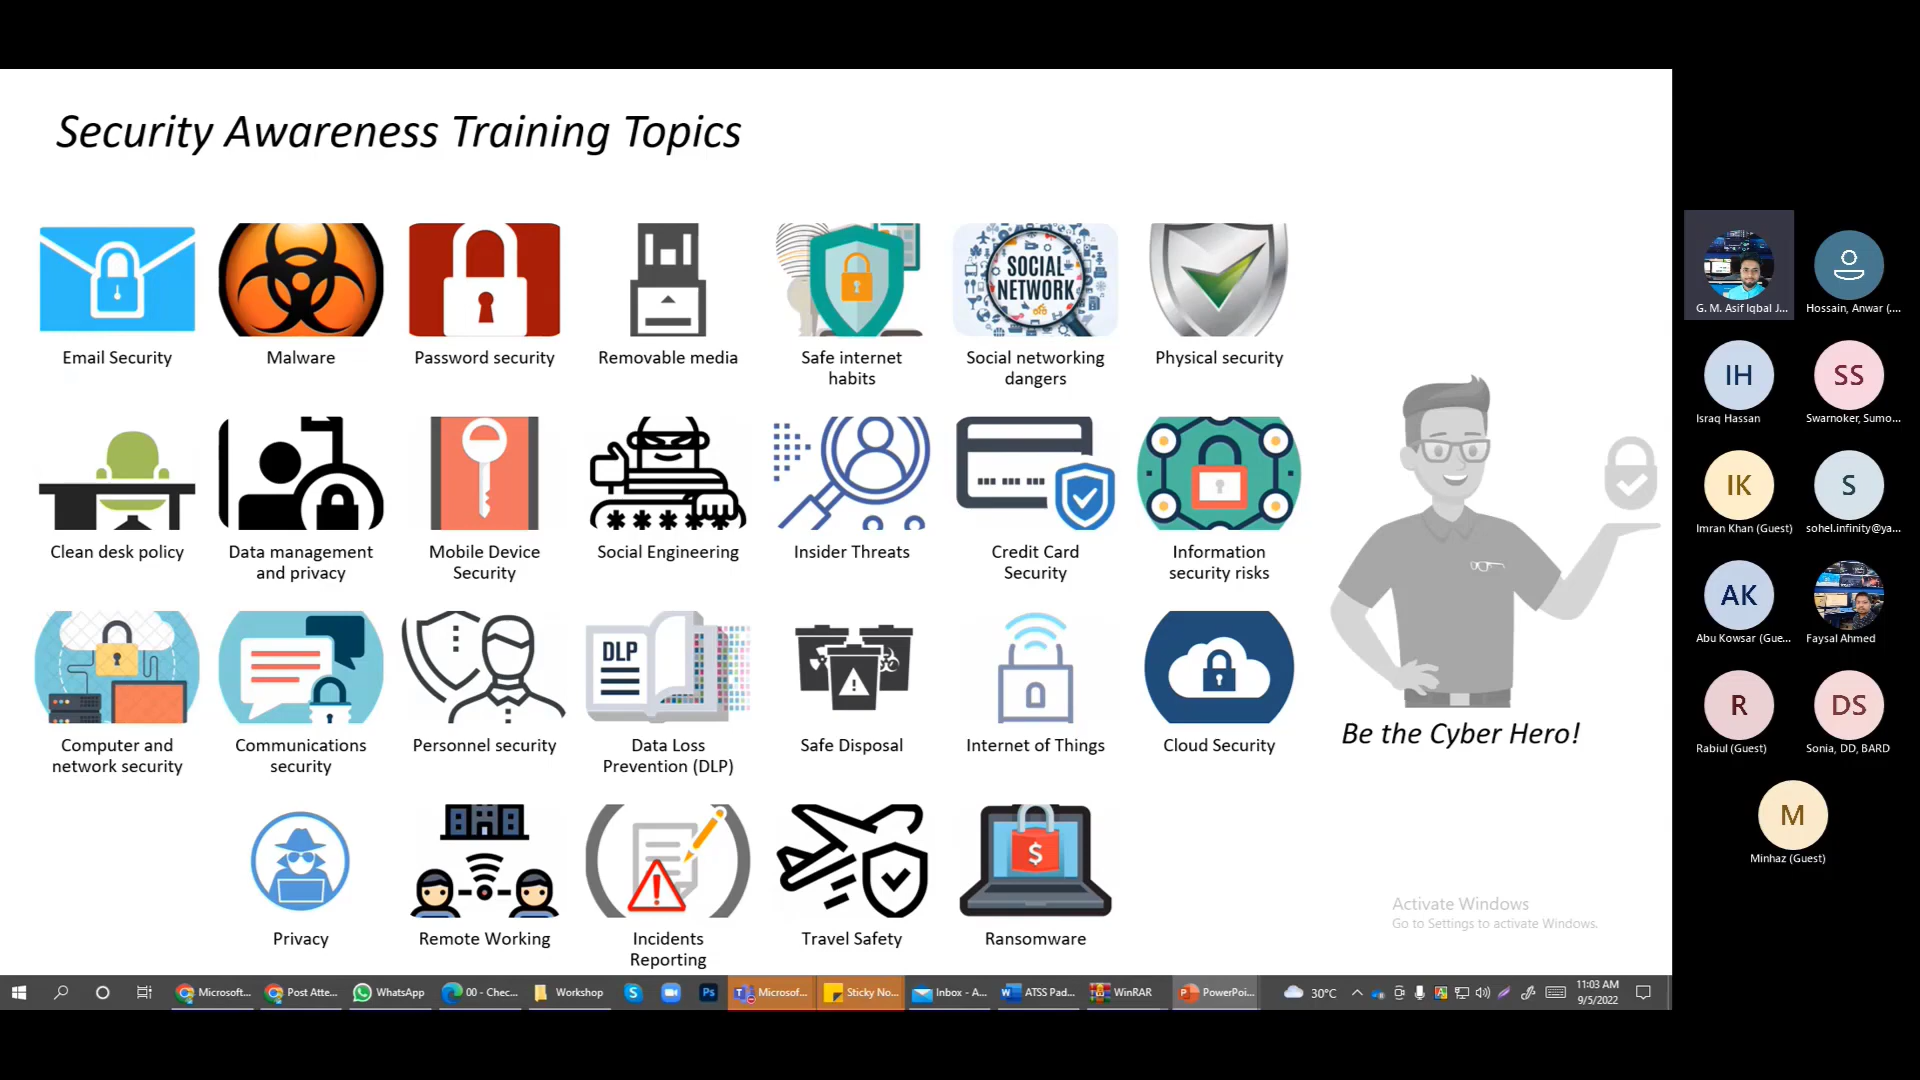 Security Awareness Training Topics
SOCIAL
NETWORK
Email Security
Malware
Password security
Removable media
Safe internet
habits
Social networking
dangers
Physical security
Clean desk policy
Data management
and privacy
Mobile Device
Security
Social Engineering
Insider Threats
Credit Card
Security
Information
security risks
DLP
Computer and
network security
Communications
security
Personnel security
Data Loss
Prevention (DLP)
Safe Disposal
Internet of Things
Cloud Security
Be the Cyber Hero!
$
Privacy
Remote Working
Incidents
Reporting
Travel Safety
Ransomware
Activate Windows
Go to Settings to activate Windows.
G. M. Asif Iqbal J...
Hossain, Anwar (....
IH
Israq Hassan
SS
Swarnoker, Sumo...
IK
Imran Khan (Guest)
S
sohel.infinity@ya...
AK
Abu Kowsar (Gue...
Faysal Ahmed
R
Rabiul (Guest)
DS
Sonia, DD, BARD
M
Minhaz (Guest)
Microsoft...
Post Atte...
WhatsApp
00 - Chec...
Workshop
S
Ps
Microsof...
Sticky No...
Inbox - A...
ATSS Pad...
WinRAR
PowerPoi...
30°C
11:03 AM
9/5/2022